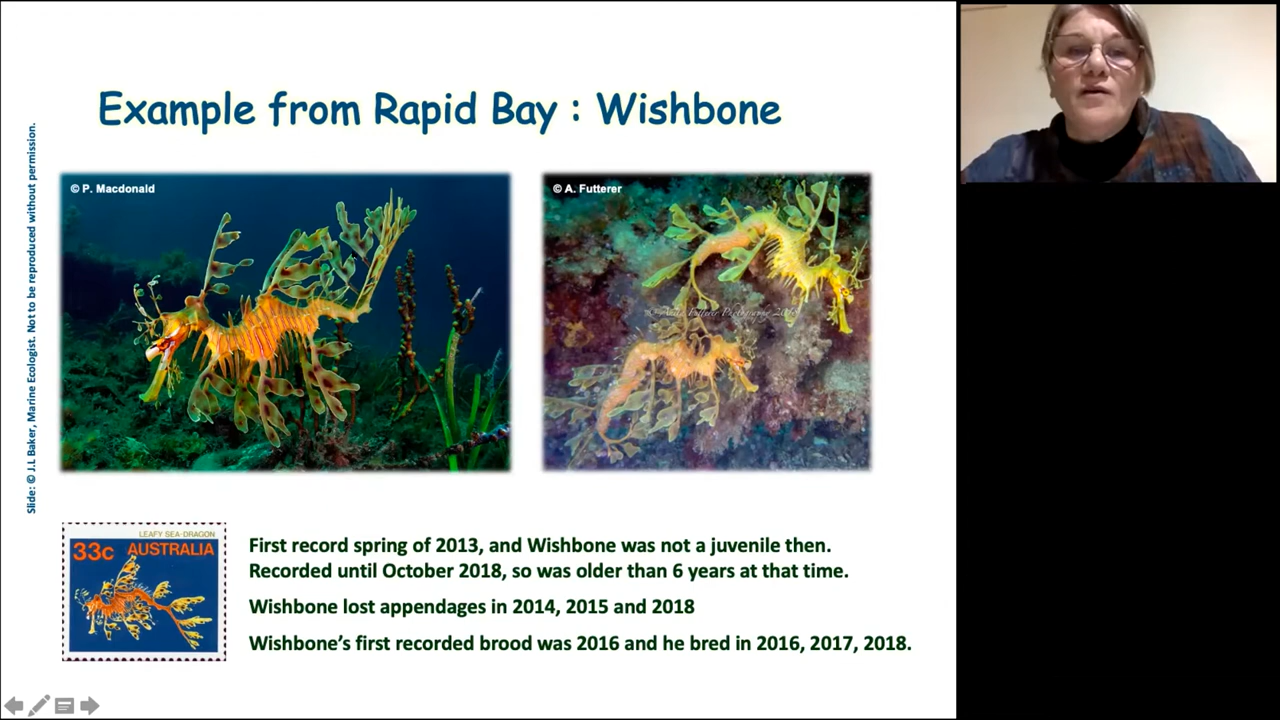 Example from Rapid Bay : Wishbone
Slide: © J.L Baker, Marine Ecologist. Not to be reproduced without permission.
© P. Macdonald
© A. Futterer
LEAFY SEA-DRAGON
33c AUSTRALIA
First record spring of 2013, and Wishbone was not a juvenile then.
Recorded until October 2018, so was older than 6 years at that time.
Wishbone lost appendages in 2014, 2015 and 2018
Wishbone’s first recorded brood was 2016 and he bred in 2016, 2017, 2018.